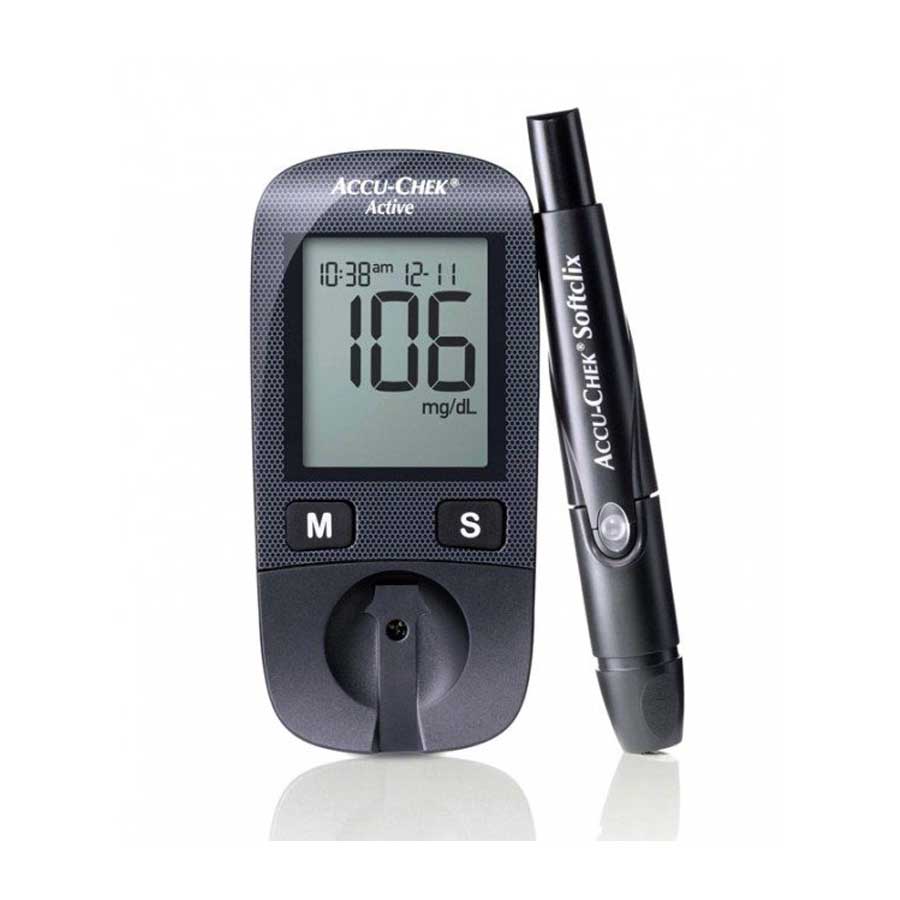 ACCU-CHEK®
Active
10:38am 12-11
106
mg/dL
M S
ACCU-CHEK® Softclix